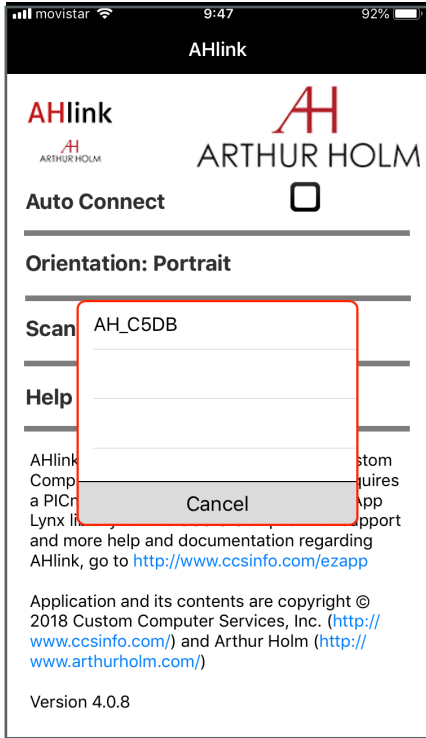 movistar 9:47 92%
AHlink
AHlink
AH
ARTHUR HOLM
AH
ARTHUR HOLM
Auto Connect
Orientation: Portrait
Scan
AH_C5DB
Help
AHlink stom
Comp quires
a PICm App
Cancel
Lynx li pport
and more help and documentation regarding
AHlink, go to http://www.ccsinfo.com/ezapp
Application and its contents are copyright ©
2018 Custom Computer Services, Inc. (http://
www.ccsinfo.com/) and Arthur Holm (http://
www.arthurholm.com/)
Version 4.0.8